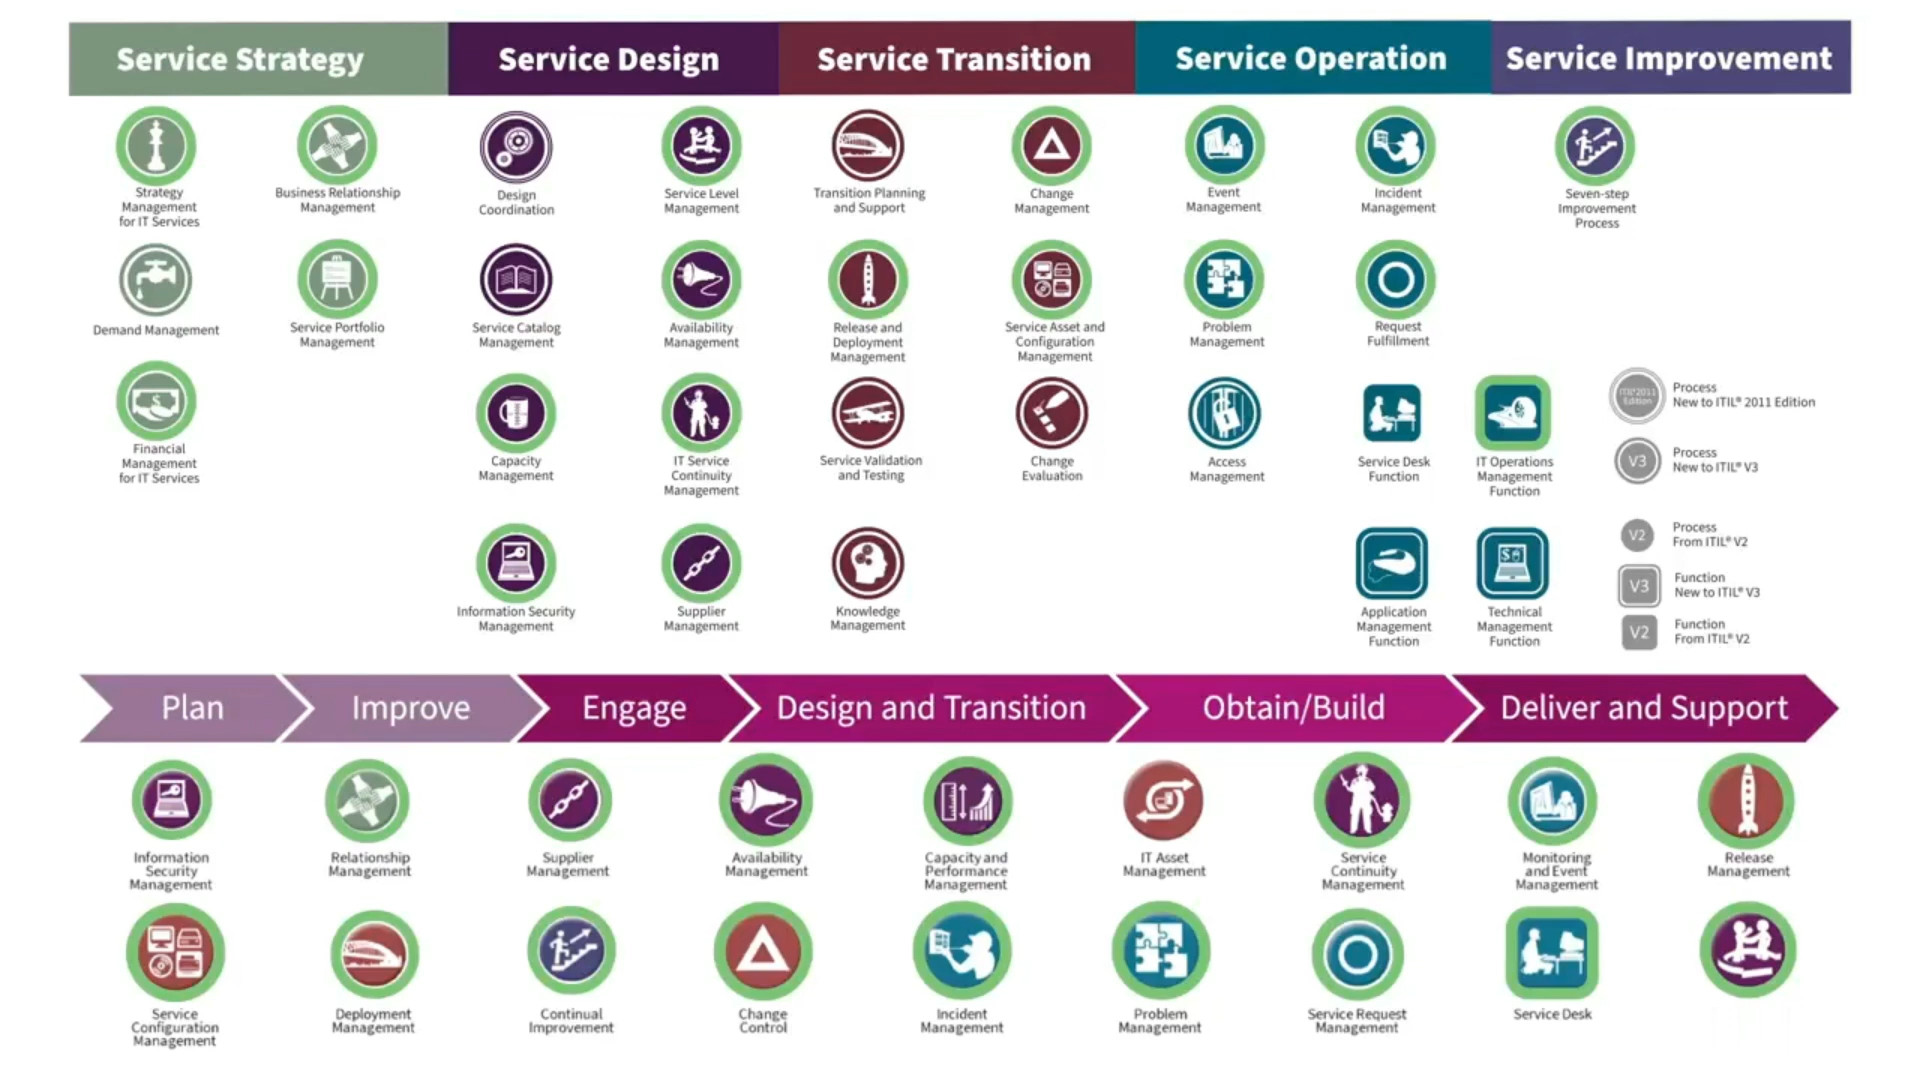 Service Strategy
Service Design
Service Transition
Service Operation
Service Improvement
Strategy
Management
for IT Services
Business Relationship
Management
Design
Coordination
Service Level
Management
Transition Planning
and Support
Change
Management
Event
Management
Incident
Management
Seven-step
Improvement
Process
Demand Management
Service Portfolio
Management
Service Catalog
Management
Availability
Management
Release and
Deployment
Management
Service Asset and
Configuration
Management
Problem
Management
Request
Fulfillment
Financial
Management
for IT Services
Capacity
Management
IT Service
Continuity
Management
Service Validation
and Testing
Change
Evaluation
Access
Management
Service Desk
Function
IT Operations
Management
Function
ITIL® 2011
Edition
Process
New to ITIL® 2011 Edition
V3
Process
New to ITIL® V3
Information Security
Management
Supplier
Management
Knowledge
Management
Application
Management
Function
Technical
Management
Function
V2
Process
From ITIL® V2
V3
Function
New to ITIL® V3
V2
Function
From ITIL® V2
Plan
Improve
Engage
Design and Transition
Obtain/Build
Deliver and Support
Information
Security
Management
Relationship
Management
Supplier
Management
Availability
Management
Capacity and
Performance
Management
IT Asset
Management
Service
Continuity
Management
Monitoring
and Event
Management
Release
Management
Service
Configuration
Management
Deployment
Management
Continual
Improvement
Change
Control
Incident
Management
Problem
Management
Service Request
Management
Service Desk